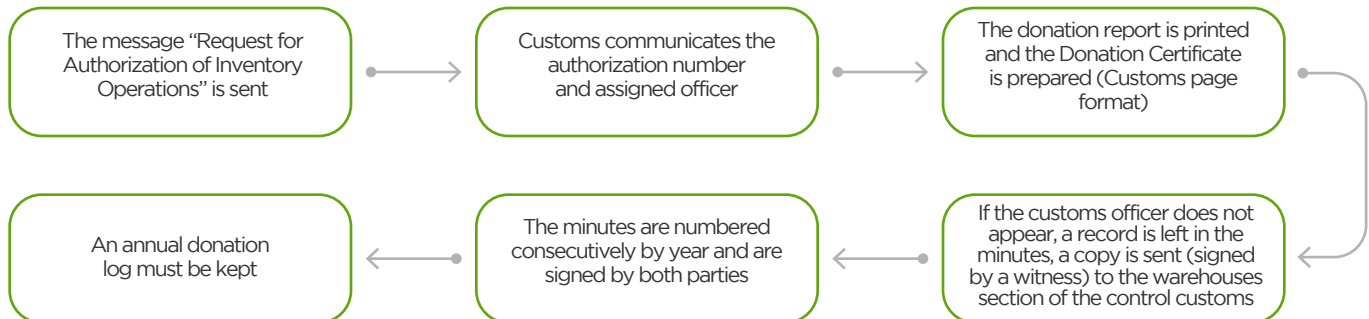 The message “Request for
Authorization of Inventory
Operations” is sent
Customs communicates the
authorization number
and assigned officer
The donation report is printed
and the Donation Certificate
is prepared (Customs page
format)
If the customs officer does not
appear, a record is left in the
minutes, a copy is sent (signed
by a witness) to the warehouses
section of the control customs
The minutes are numbered
consecutively by year and are
signed by both parties
An annual donation
log must be kept